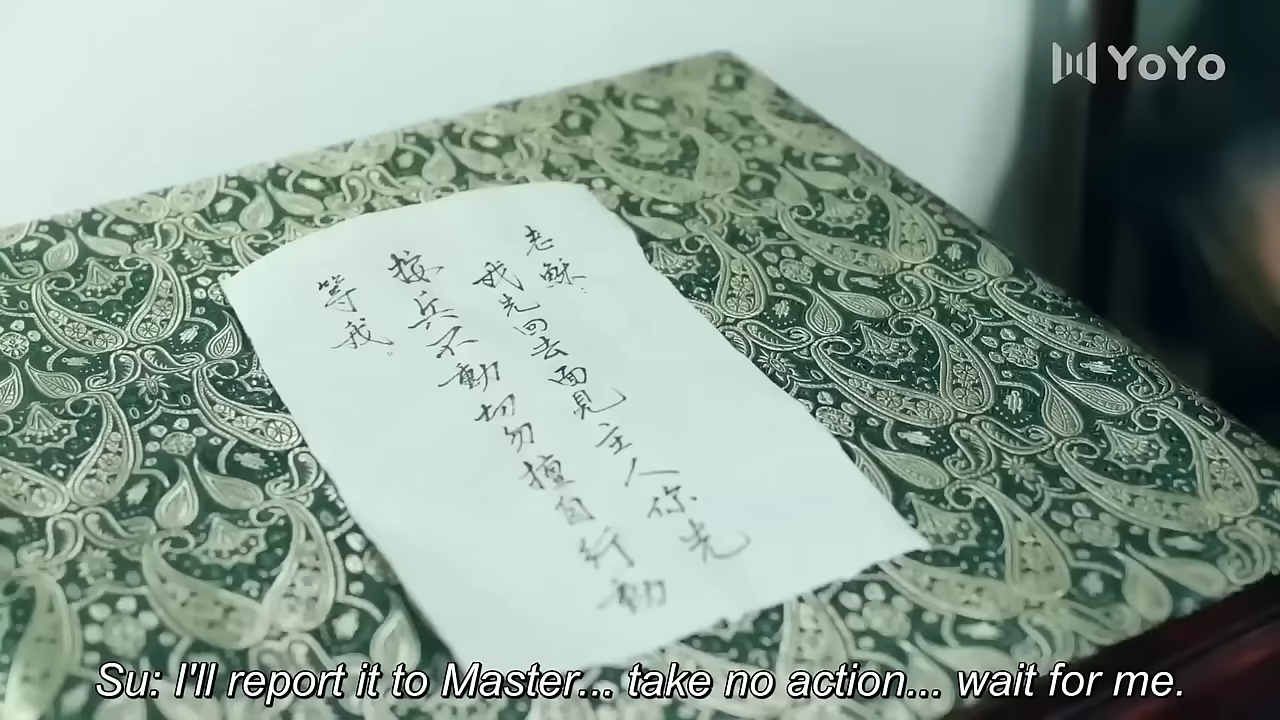 YoYo
老穌:
我先回去面見主人你先
按兵不動切勿擅自行動
等我。
Su: I'll report it to Master... take no action... wait for me.